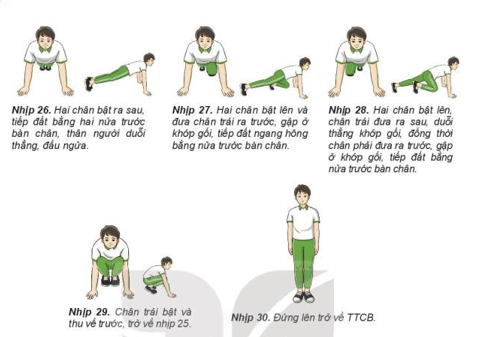 Nhịp 26. Hai chân bật ra sau,
tiếp đất bằng hai nửa trước
bàn chân, thân người duỗi
thẳng, đầu ngửa.
Nhịp 27. Hai chân bật lên và
đưa chân trái ra trước, gập ở
khớp gối, tiếp đất ngang hông
bằng nửa trước bàn chân.
Nhịp 28. Hai chân bật lên,
chân trái đưa ra sau, duỗi
thẳng khớp gối, đồng thời
chân phải đưa ra trước, gập
ở khớp gối, tiếp đất bằng
nửa trước bàn chân.
Nhịp 29. Chân trái bật và
thu về trước, trở về nhịp 25.
Nhịp 30. Đứng lên trở về TTCB.